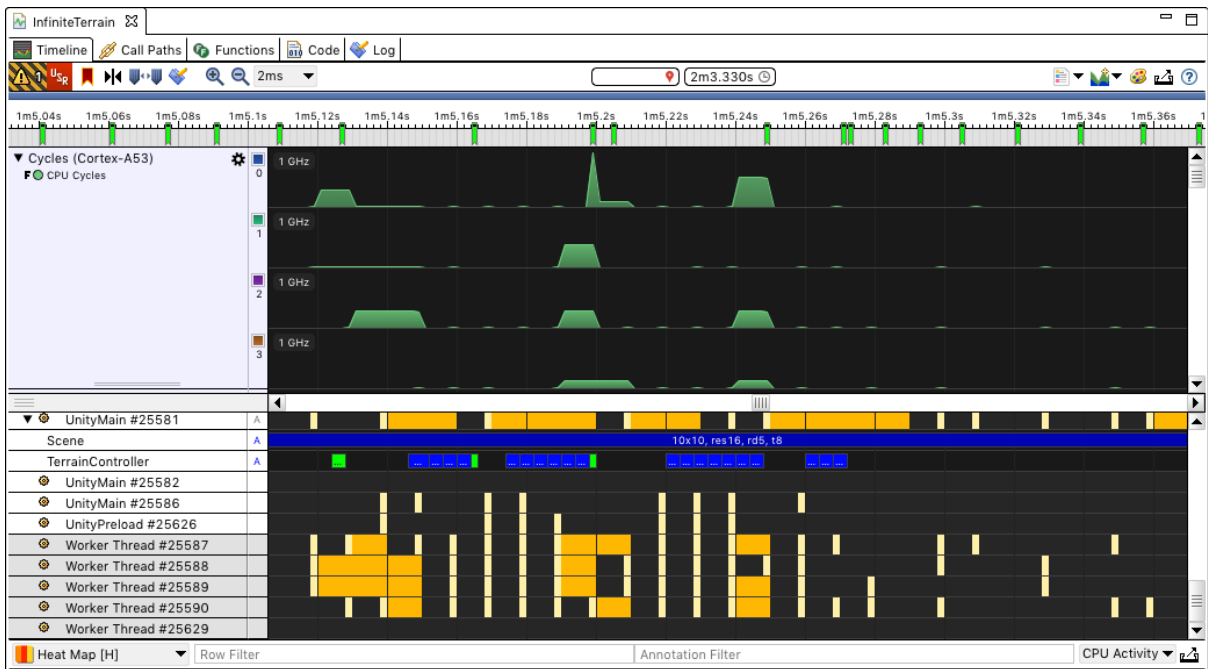 InfiniteTerrain
Timeline Call Paths Functions Code Log
1 USR 2ms 2m3.330s
1m5.04s 1m5.06s 1m5.08s 1m5.1s 1m5.12s 1m5.14s 1m5.16s 1m5.18s 1m5.2s 1m5.22s 1m5.24s 1m5.26s 1m5.28s 1m5.3s 1m5.32s 1m5.34s 1m5.36s 1
Cycles (Cortex-A53) 0 1 GHz
F CPU Cycles
1 1 GHz
2 1 GHz
3 1 GHz
UnityMain #25581 A
Scene A 10x10, res16, rd5, t8
TerrainController A ... ... ... ... ... ... ... ... ... ... ... ... ... ... ... ... ... ... ... ... ...
UnityMain #25582
UnityMain #25586
UnityPreload #25626
Worker Thread #25587
Worker Thread #25588
Worker Thread #25589
Worker Thread #25590
Worker Thread #25629
Heat Map [H] Row Filter Annotation Filter CPU Activity